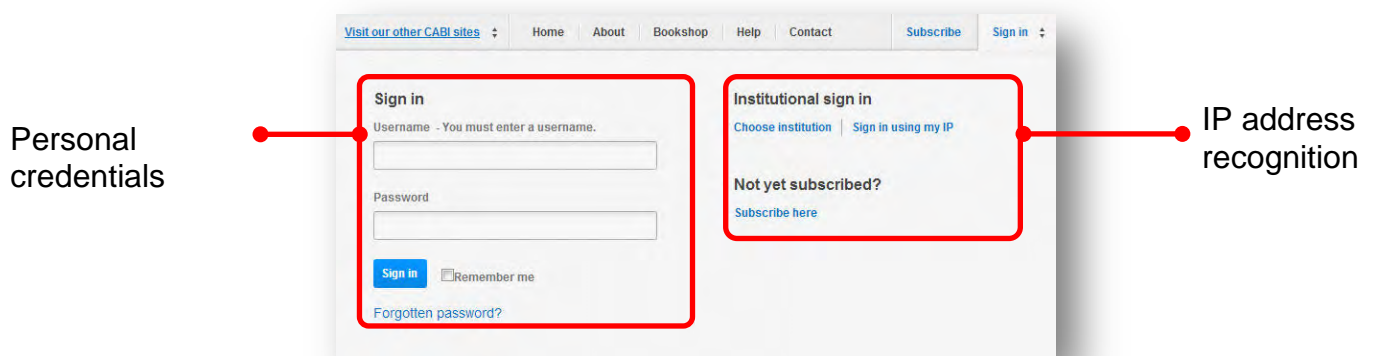 Visit our other CABI sites Home About Bookshop Help Contact Subscribe Sign in
Personal
credentials
Sign in
Username - You must enter a username.
Password
Sign in Remember me
Forgotten password?
Institutional sign in
Choose institution Sign in using my IP
Not yet subscribed?
Subscribe here
IP address
recognition